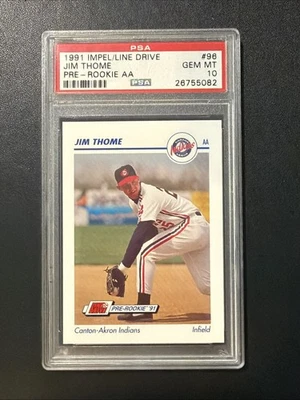 PSA
1991 IMPEL/LINE DRIVE #96
JIM THOME GEM MT
PRE-ROOKIE AA 10
PSA 26755082
JIM THOME AA
PRE-ROOKIE '91
Canton-Akron Indians Infield